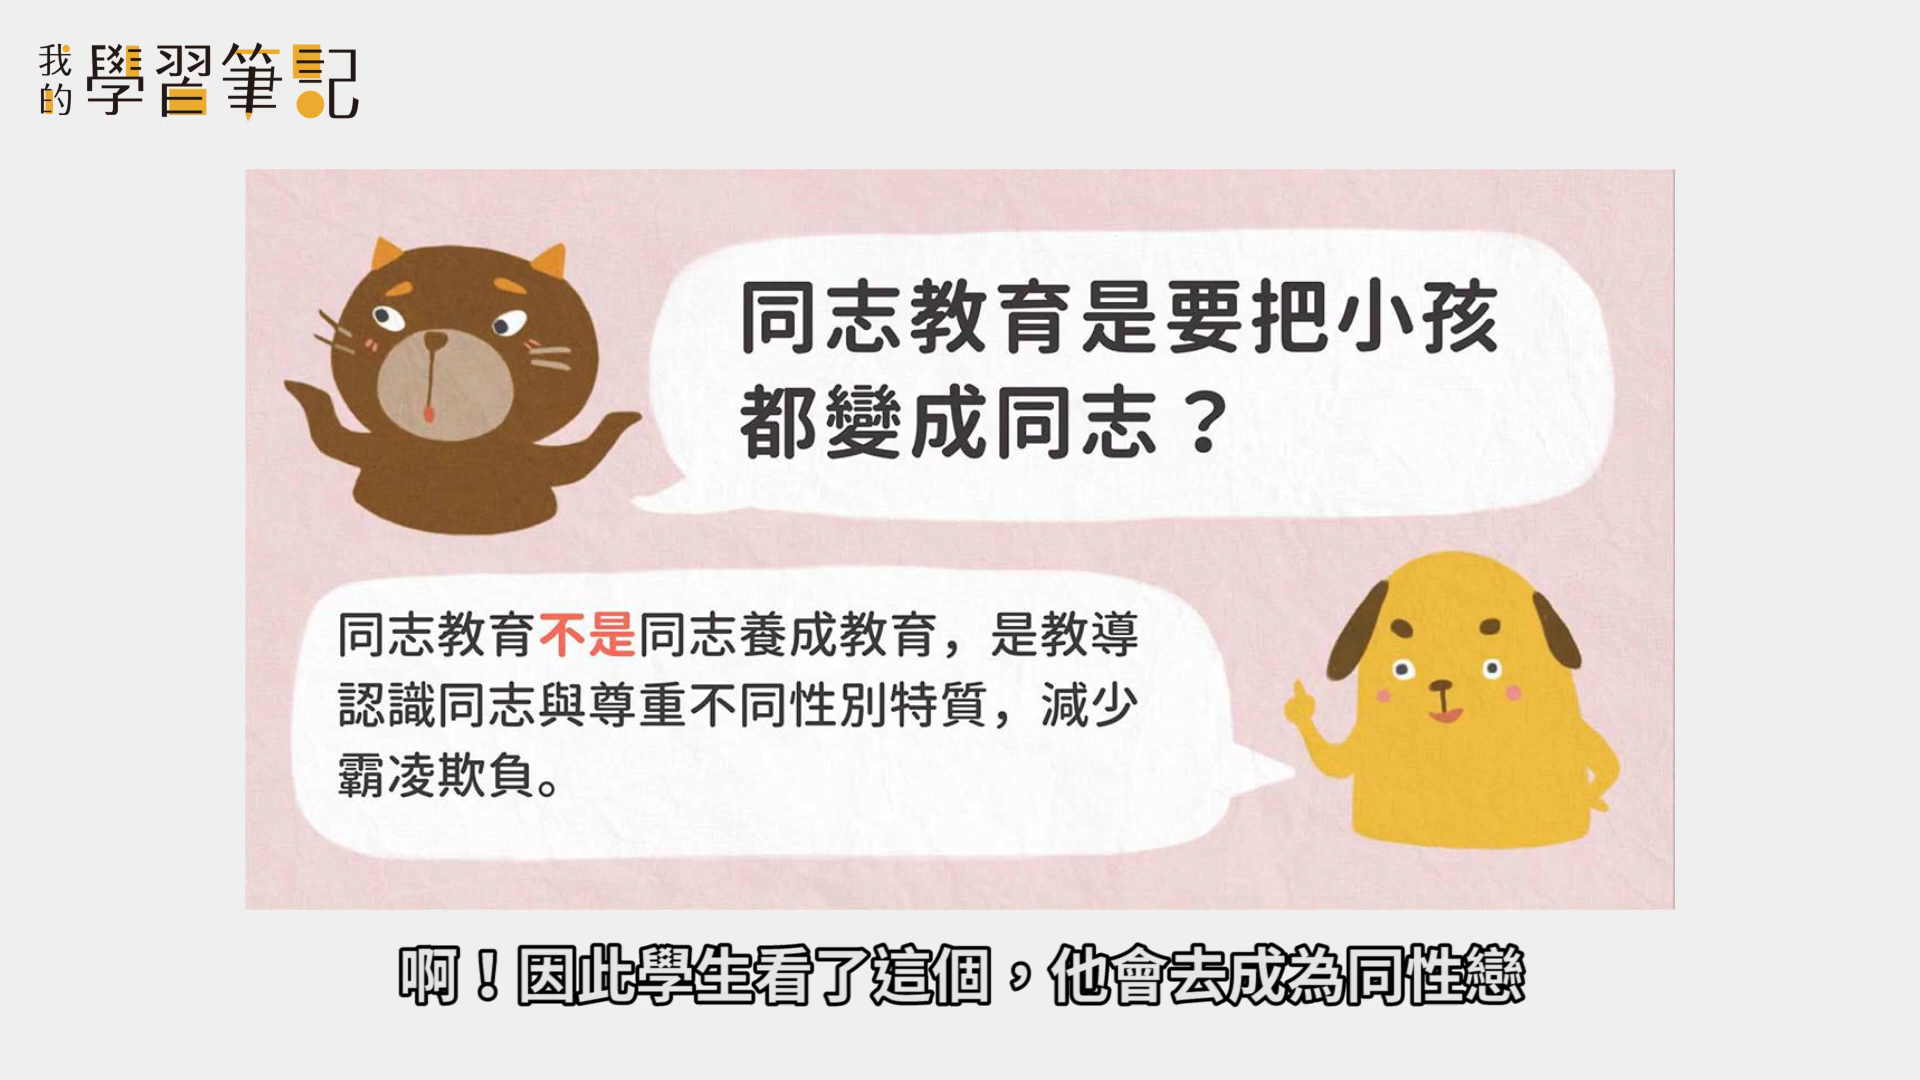 我的學習筆記
同志教育是要把小孩
都變成同志？
同志教育不是同志養成教育，是教導
認識同志與尊重不同性別特質，減少
霸凌欺負。
啊！因此學生看了這個，他會去成為同性戀